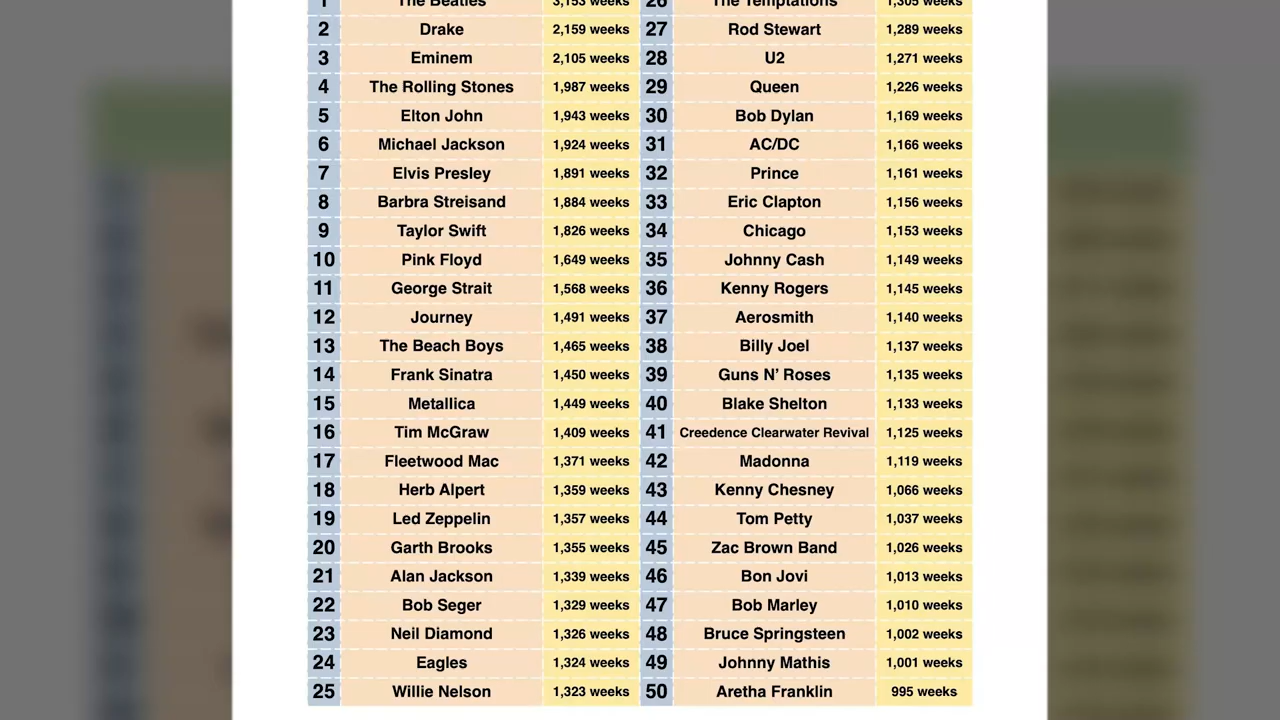 1 The Beatles 3,153 weeks 26 The Temptations 1,305 weeks
2 Drake 2,159 weeks 27 Rod Stewart 1,289 weeks
3 Eminem 2,105 weeks 28 U2 1,271 weeks
4 The Rolling Stones 1,987 weeks 29 Queen 1,226 weeks
5 Elton John 1,943 weeks 30 Bob Dylan 1,169 weeks
6 Michael Jackson 1,924 weeks 31 AC/DC 1,166 weeks
7 Elvis Presley 1,891 weeks 32 Prince 1,161 weeks
8 Barbra Streisand 1,884 weeks 33 Eric Clapton 1,156 weeks
9 Taylor Swift 1,826 weeks 34 Chicago 1,153 weeks
10 Pink Floyd 1,649 weeks 35 Johnny Cash 1,149 weeks
11 George Strait 1,568 weeks 36 Kenny Rogers 1,145 weeks
12 Journey 1,491 weeks 37 Aerosmith 1,140 weeks
13 The Beach Boys 1,465 weeks 38 Billy Joel 1,137 weeks
14 Frank Sinatra 1,450 weeks 39 Guns N’ Roses 1,135 weeks
15 Metallica 1,449 weeks 40 Blake Shelton 1,133 weeks
16 Tim McGraw 1,409 weeks 41 Creedence Clearwater Revival 1,125 weeks
17 Fleetwood Mac 1,371 weeks 42 Madonna 1,119 weeks
18 Herb Alpert 1,359 weeks 43 Kenny Chesney 1,066 weeks
19 Led Zeppelin 1,357 weeks 44 Tom Petty 1,037 weeks
20 Garth Brooks 1,355 weeks 45 Zac Brown Band 1,026 weeks
21 Alan Jackson 1,339 weeks 46 Bon Jovi 1,013 weeks
22 Bob Seger 1,329 weeks 47 Bob Marley 1,010 weeks
23 Neil Diamond 1,326 weeks 48 Bruce Springsteen 1,002 weeks
24 Eagles 1,324 weeks 49 Johnny Mathis 1,001 weeks
25 Willie Nelson 1,323 weeks 50 Aretha Franklin 995 weeks